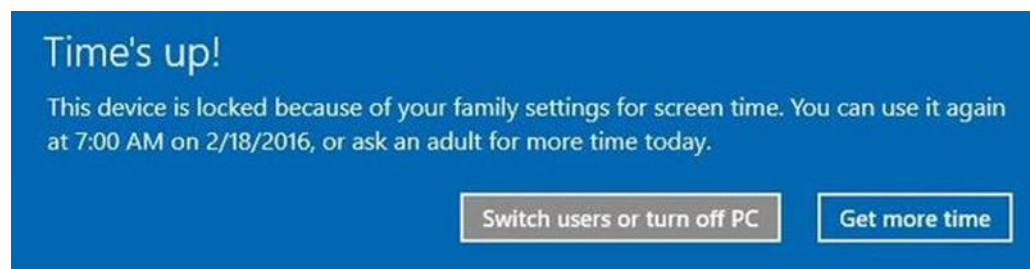 Time's up!
This device is locked because of your family settings for screen time. You can use it again
at 7:00 AM on 2/18/2016, or ask an adult for more time today.
Switch users or turn off PC
Get more time